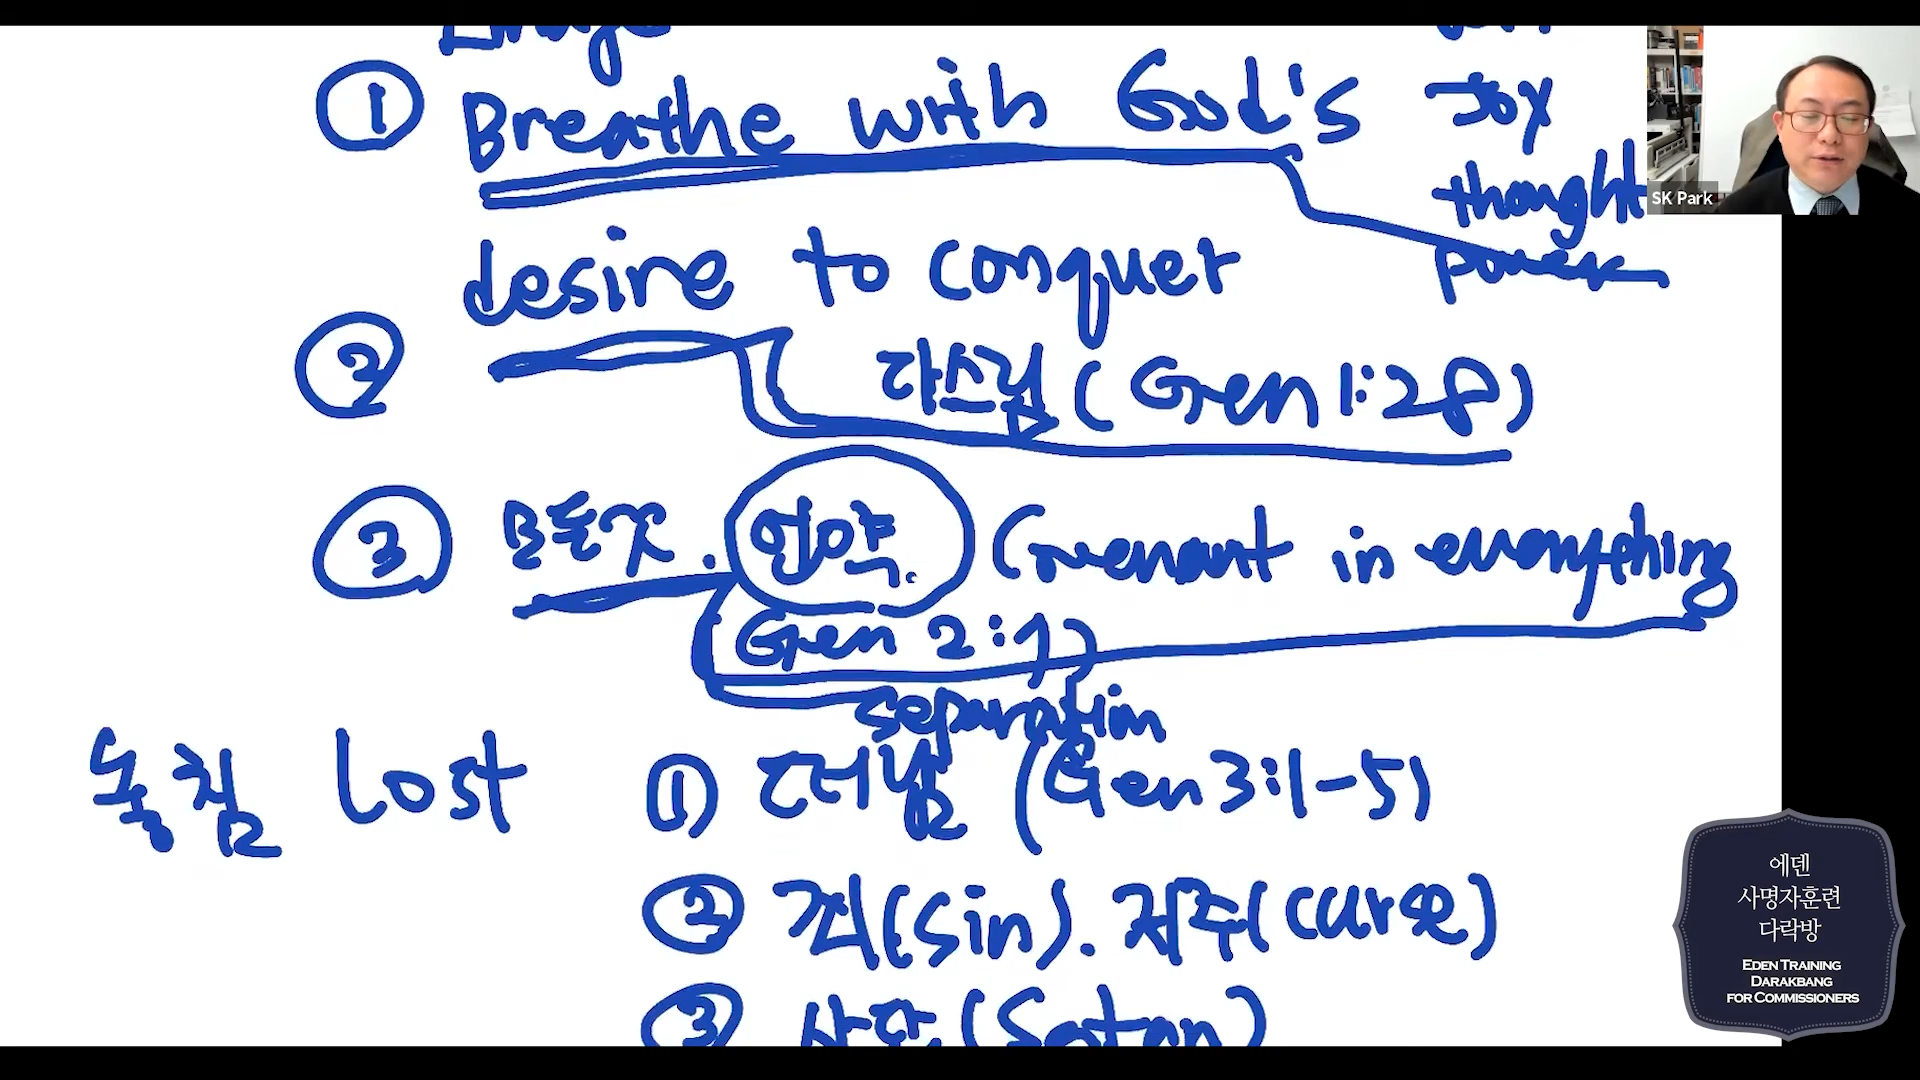 Image
① Breathe with God's
Joy
thought
power
desire to conquer
② 다스림 (Gen 1:28)
③ 모든것. 언약. Covenant in everything
(Gen 2:17)
separation
놓침 Lost ① 떠남 (Gen 3:1-5)
② 죄(Sin). 저주(curse)
③ 사단(Satan)
SK Park
에덴
사명자훈련
다락방
EDEN TRAINING
DARAKBANG
FOR COMMISSIONERS